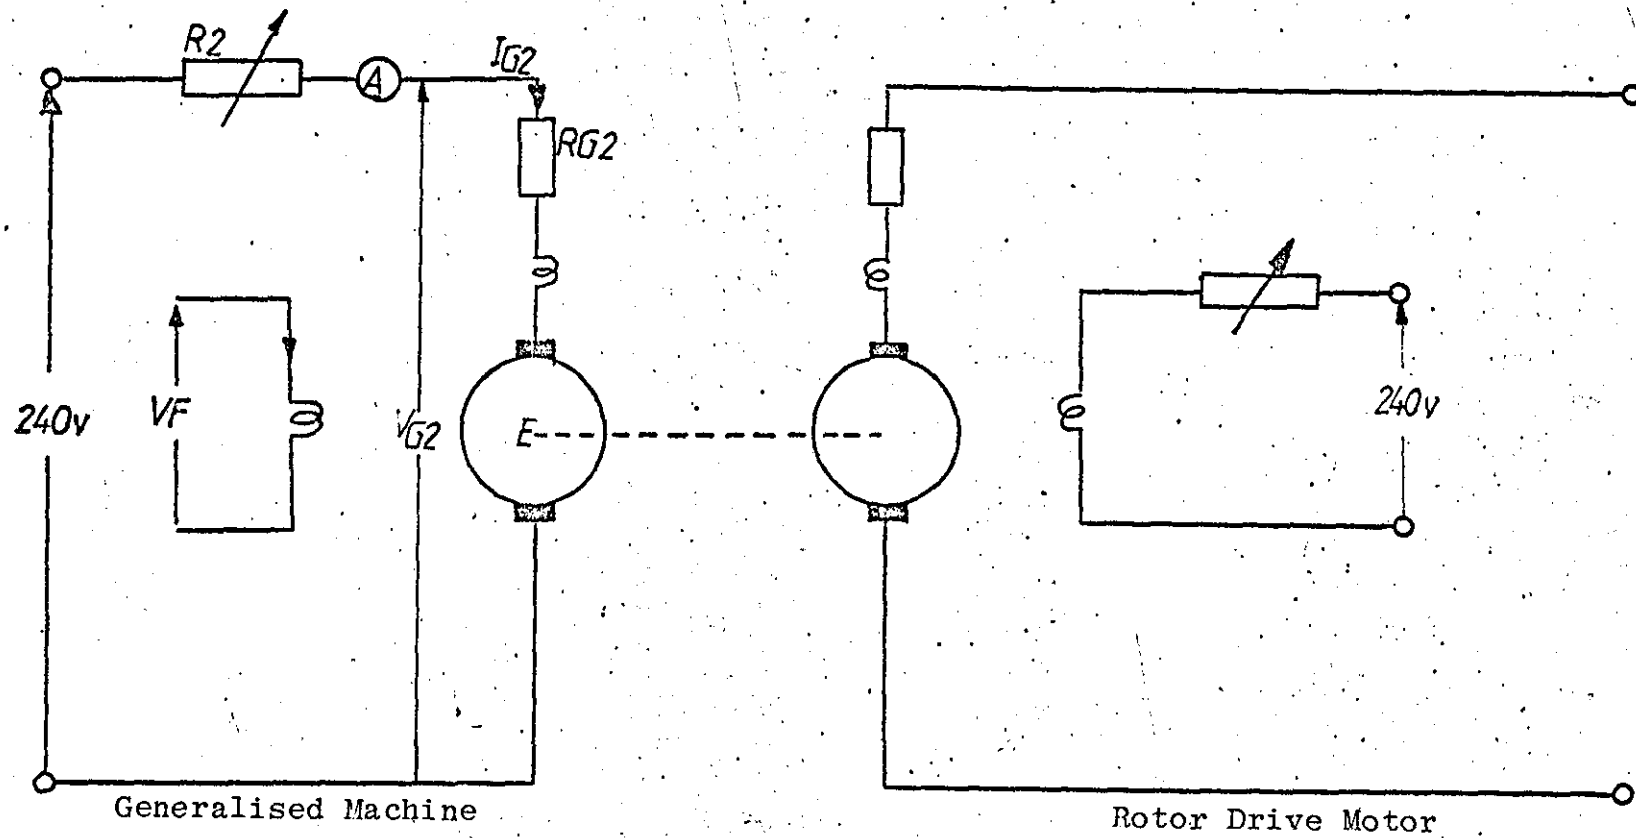 R2
A
IG2
RG2
240v
VF
VG2
E
240v
Generalised Machine
Rotor Drive Motor